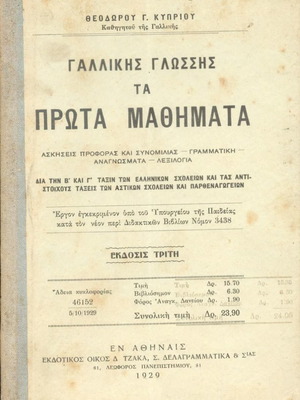 ΘΕΟΔΩΡΟΥ Γ. ΚΥΠΡΙΟΥ
Καθηγητοῦ τῆς Γαλλικῆς
ΓΑΛΛΙΚΗΣ ΓΛΩΣΣΗΣ
ΤΑ
ΠΡΩΤΑ ΜΑΘΗΜΑΤΑ
ΑΣΚΗΣΕΙΣ ΠΡΟΦΟΡΑΣ ΚΑΙ ΣΥΝΟΜΙΛΙΑΣ — ΓΡΑΜΜΑΤΙΚΗ —
ΑΝΑΓΝΩΣΜΑΤΑ — ΛΕΞΙΛΟΓΙΑ
ΔΙΑ ΤΗΝ Β' ΚΑΙ Γ' ΤΑΞΙΝ ΤΩΝ ΕΛΛΗΝΙΚΩΝ ΣΧΟΛΕΙΩΝ ΚΑΙ ΤΑΣ ΑΝΤΙ-
ΣΤΟΙΧΟΥΣ ΤΑΞΕΙΣ ΤΩΝ ΑΣΤΙΚΩΝ ΣΧΟΛΕΙΩΝ ΚΑΙ ΠΑΡΘΕΝΑΓΩΓΕΙΩΝ
Ἔργον ἐγκεκριμένον ὑπὸ τοῦ Ὑπουργείου τῆς Παιδείας
κατὰ τὸν νέον περὶ Διδακτικῶν Βιβλίων Νόμον 3438
ΕΚΔΟΣΙΣ ΤΡΙΤΗ
Ἄδεια κυκλοφορίας
46152
5/10/1929
Τιμὴ Δρ. 15.70
Βιβλιόσημον Δρ. 6.30
Φόρος Ἀναγκ. Δανείου Δρ. 1.90
Συνολικὴ τιμὴ Δρ. 23.90
ΕΝ ΑΘΗΝΑΙΣ
ΕΚΔΟΤΙΚΟΣ ΟΙΚΟΣ Δ. ΤΖΑΚΑ, Σ. ΔΕΛΑΓΡΑΜΜΑΤΙΚΑ & ΣΙΑΣ
81, ΛΕΩΦΟΡΟΣ ΠΑΝΕΠΙΣΤΗΜΙΟΥ, 81
1929